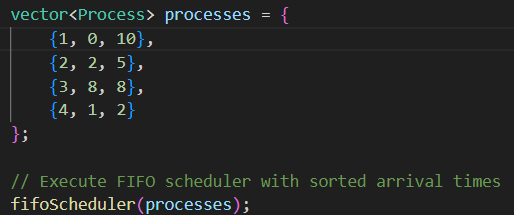 vector<Process> processes = {
    {1, 0, 10},
    {2, 2, 5},
    {3, 8, 8},
    {4, 1, 2}
};
// Execute FIFO scheduler with sorted arrival times
fifoScheduler(processes);